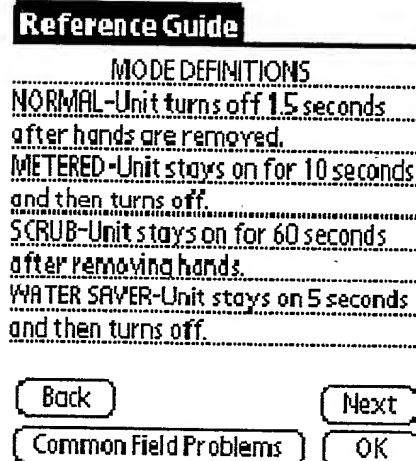 Reference Guide
MODE DEFINITIONS
NORMAL-Unit turns off 1.5 seconds
after hands are removed.
METERED-Unit stays on for 10 seconds
and then turns off.
SCRUB-Unit stays on for 60 seconds
after removing hands.
WATER SAVER-Unit stays on 5 seconds
and then turns off.
Back
Next
Common Field Problems
OK